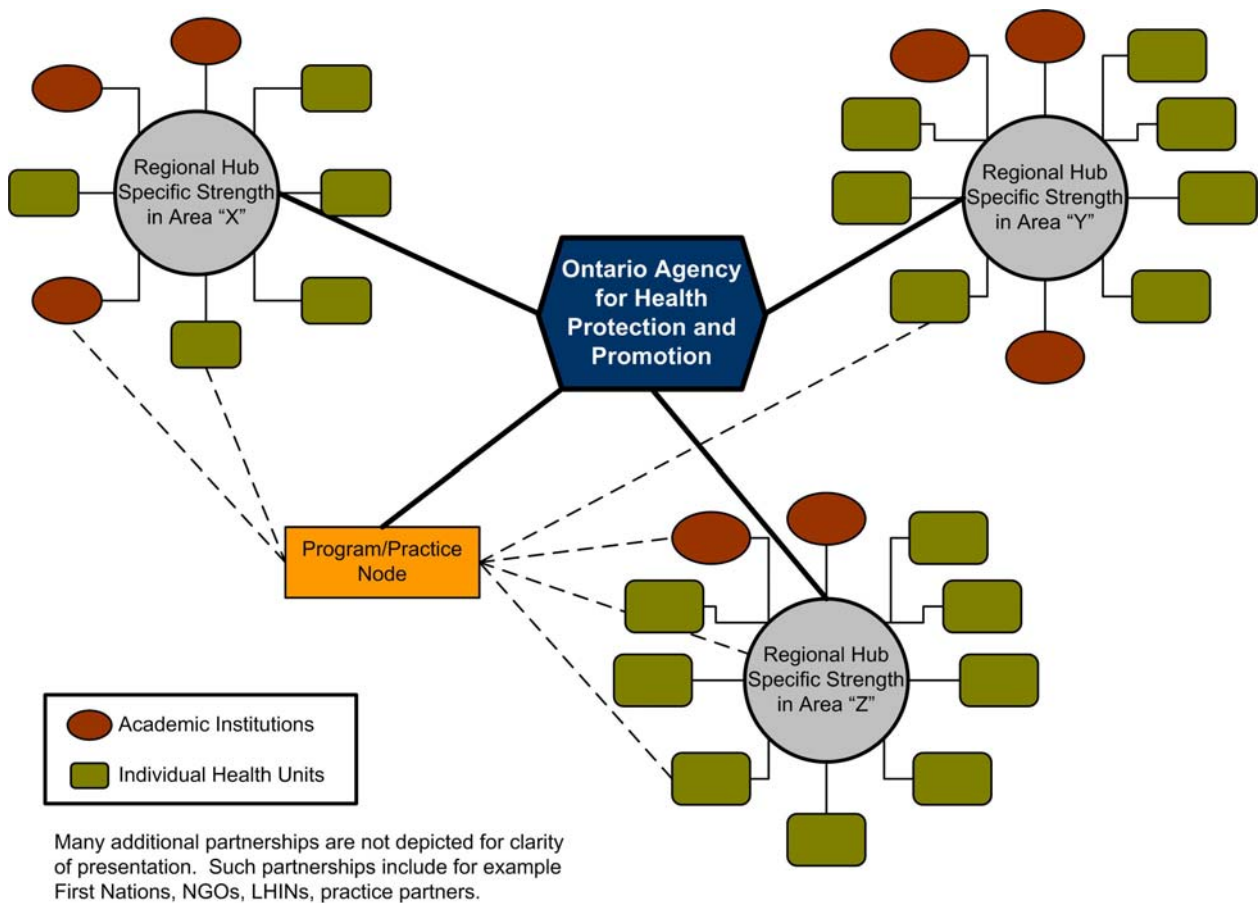 Regional Hub
Specific Strength
in Area “X”
Regional Hub
Specific Strength
in Area “Y”
Ontario Agency
for Health
Protection and
Promotion
Program/Practice
Node
Regional Hub
Specific Strength
in Area “Z”
Academic Institutions
Individual Health Units
Many additional partnerships are not depicted for clarity
of presentation.  Such partnerships include for example
First Nations, NGOs, LHINs, practice partners.